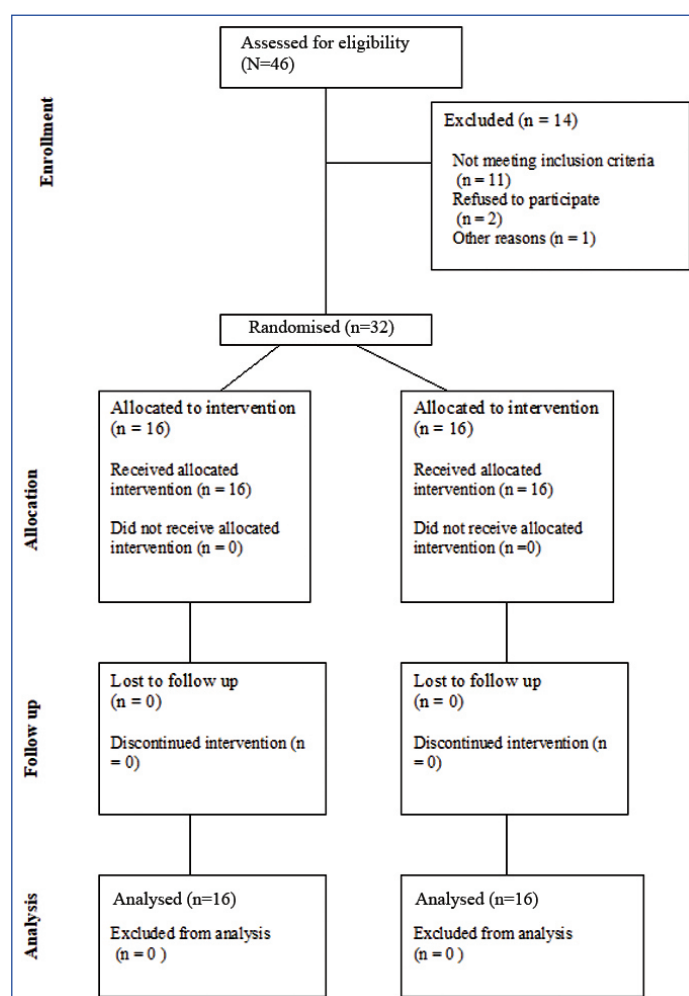 Assessed for eligibility
(N=46)
Enrollment
Excluded (n = 14)
Not meeting inclusion criteria
(n = 11)
Refused to participate
(n = 2)
Other reasons (n = 1)
Randomised (n=32)
Allocation
Allocated to intervention
(n = 16)
Received allocated
intervention (n = 16)
Did not receive allocated
intervention (n = 0)
Allocated to intervention
(n = 16)
Received allocated
intervention (n = 16)
Did not receive allocated
intervention (n =0)
Follow up
Lost to follow up
(n = 0)
Discontinued intervention (n
= 0)
Lost to follow up
(n = 0)
Discontinued intervention (n
= 0)
Analysis
Analysed (n=16)
Excluded from analysis
(n = 0 )
Analysed (n=16)
Excluded from analysis
(n = 0 )